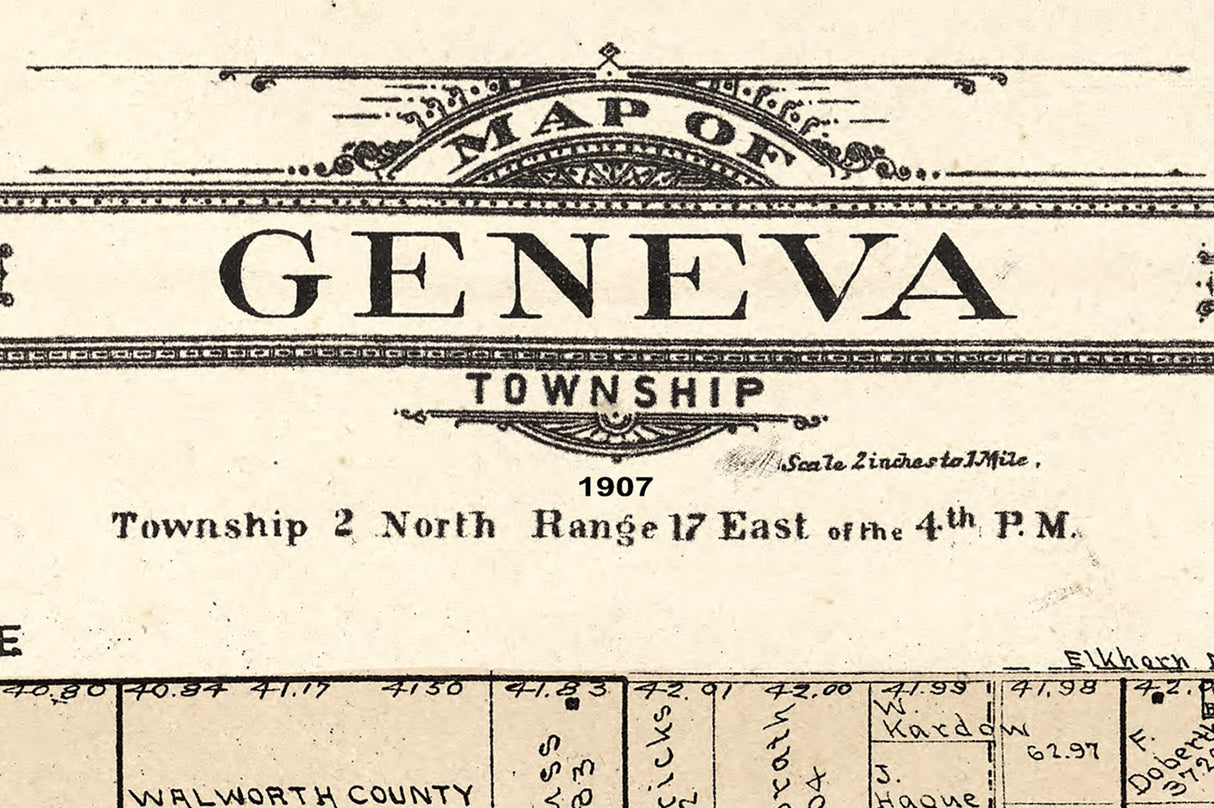 MAP OF
GENEVA
TOWNSHIP
Scale 2 inches to 1 Mile.
1907
Township 2 North Range 17 East of the 4th P. M.
E
Elkhorn
40.80 40.84 41.17 41.50 41.83 42.01 42.00 41.99 41.98
W.
Kardow
62.97
F.
J.
Hague
WALWORTH COUNTY